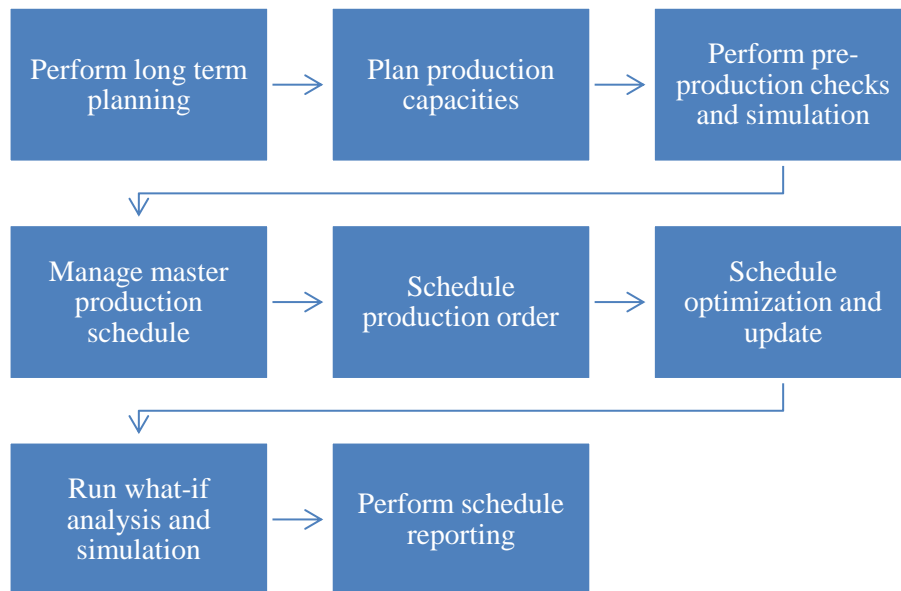 Perform long term
planning
Plan production
capacities
Perform pre-
production checks
and simulation
Manage master
production
schedule
Schedule
production order
Schedule
optimization and
update
Run what-if
analysis and
simulation
Perform schedule
reporting